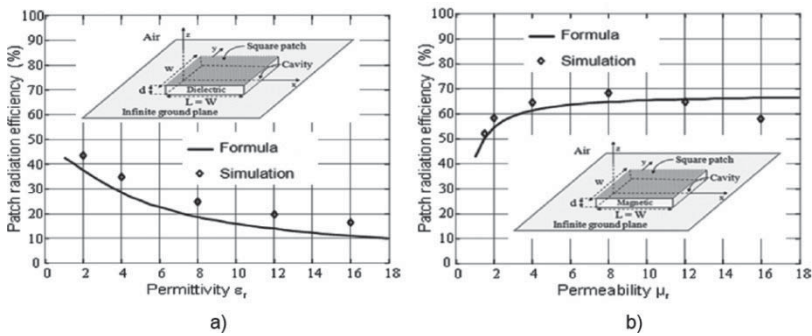 Patch radiation efficiency (%)
100
90
80
70
60
50
40
30
20
10
0
Air
z
y
Square patch
W
Cavity
d
Dielectric
x
L = W
Infinite ground plane
Formula
Simulation
2 4 6 8 10 12 14 16 18
Permittivity εr
a)
Patch radiation efficiency (%)
100
90
80
70
60
50
40
30
20
10
0
Formula
Simulation
Air
z
y
Square patch
W
Cavity
d
Magnetic
x
L = W
Infinite ground plane
2 4 6 8 10 12 14 16 18
Permeability μr
b)